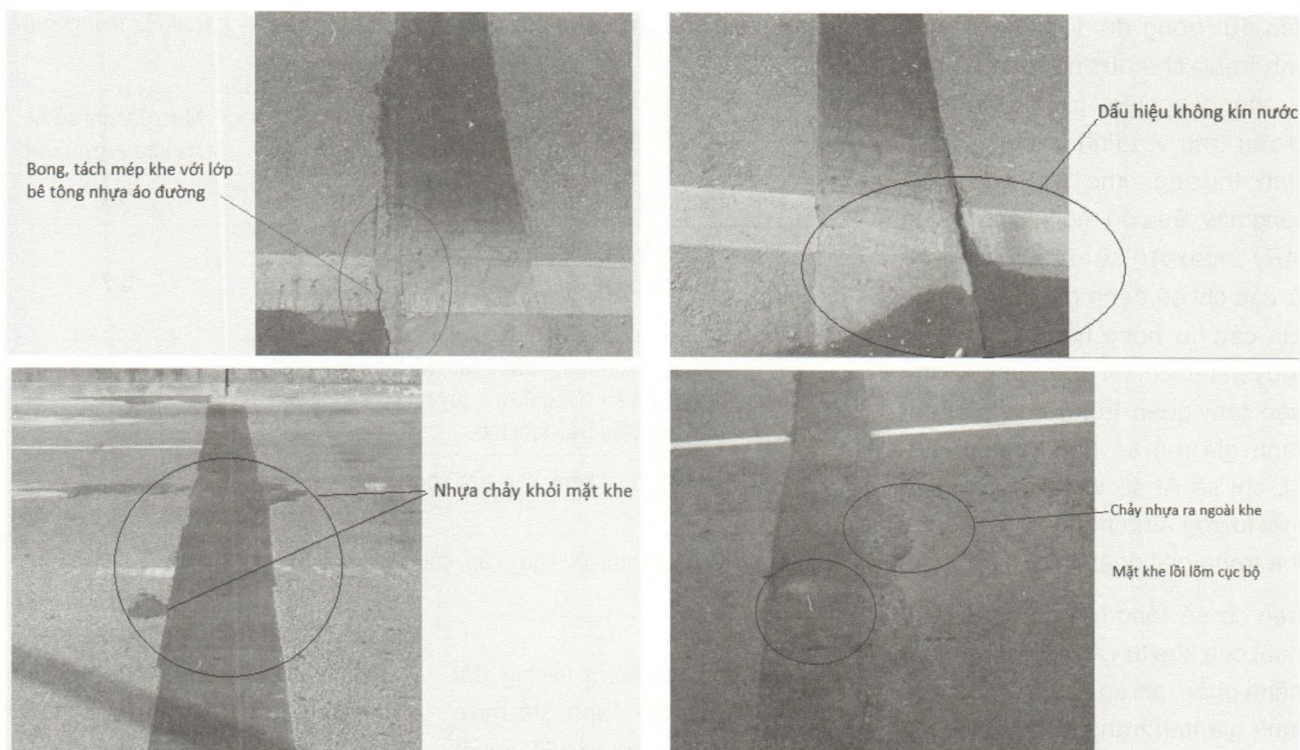 Bong, tách mép khe với lớp
bê tông nhựa áo đường
Dấu hiệu không kín nước
Nhựa chảy khỏi mặt khe
Chảy nhựa ra ngoài khe
Mặt khe lồi lõm cục bộ